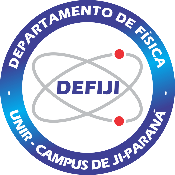 DEPARTAMENTO DE FÍSICA
DEFIJI
UNIR - CAMPUS DE JI-PARANÁ